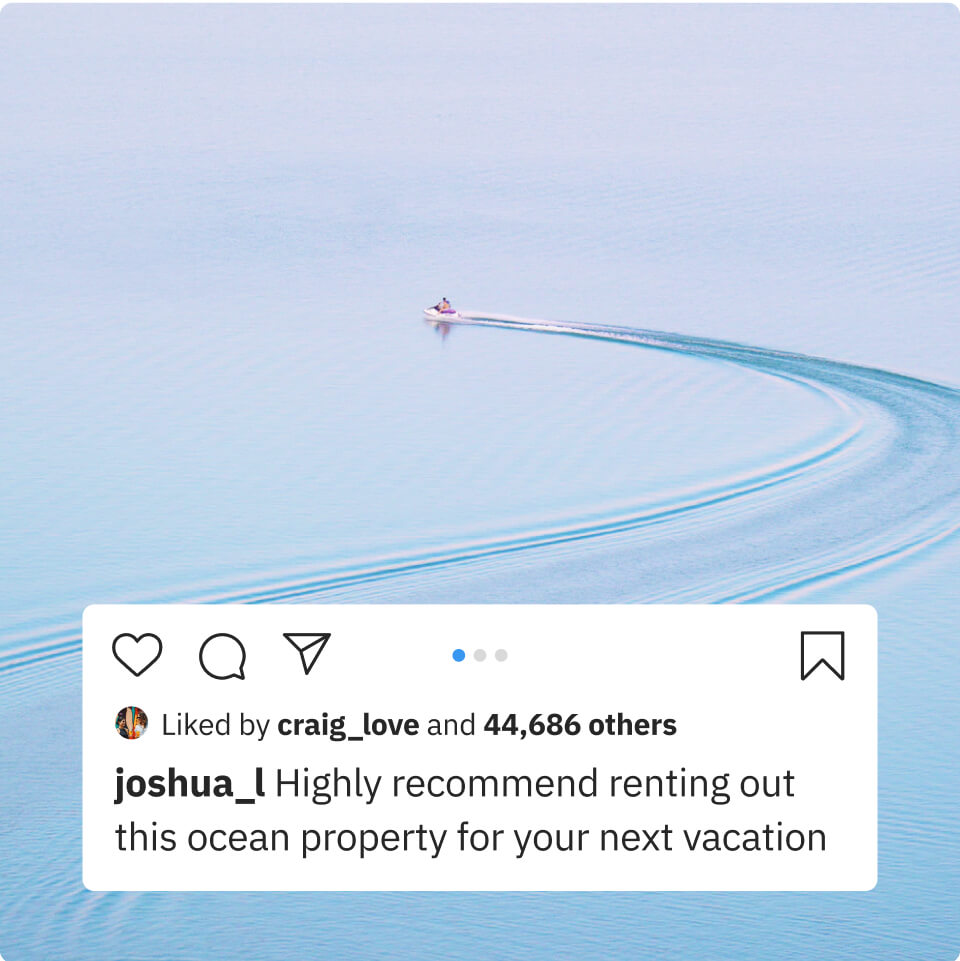 Liked by craig_love and 44,686 others
joshua_l Highly recommend renting out
this ocean property for your next vacation